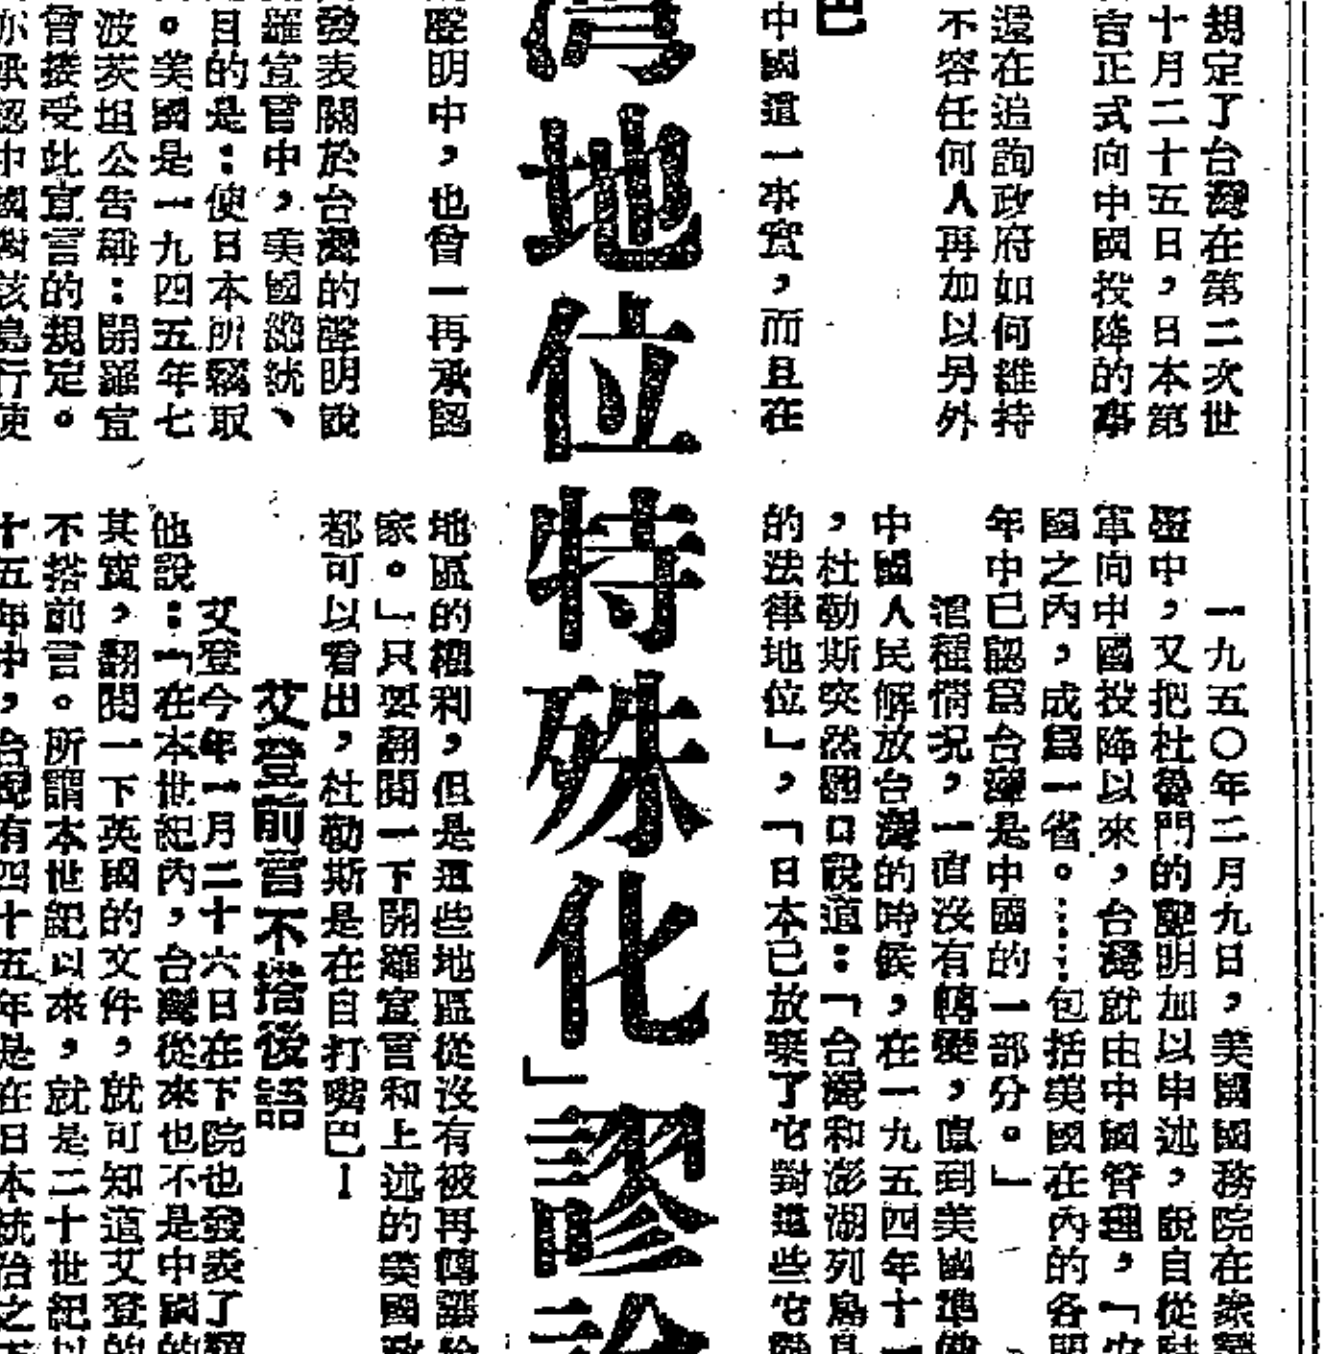 規定了台灣在第二次世
十月二十五日，日本第
官正式向中國投降的事
還在追詢政府如何維持
不容任何人再加以另外
巴
中國這一事實，而且在
一九五〇年二月九日，美國國務院在衆
中，又把杜魯門的聲明加以申述，說自從
軍向中國投降以來，台灣就由中國管理，「
國之內，成爲一省。……包括美國在內的各
年中已認爲台灣是中國的一部分。」
這種情况，一直沒有轉變，直到美國準備
中國人民解放台灣的時候，在一九五四年十一
，杜勒斯突然改口說道：「台灣和澎湖列島
的法律地位」，「日本已放棄了它對這些它
灣地位特殊化」謬論
聲明中，也曾一再承認
發表關於台灣的聲明說
羅宣言中，美國總統、
目的是：使日本所竊取
。美國是一九四五年七
波茨坦公告稱：開羅宣
曾接受此宣言的規定。
亦承認中國對該島行使
地區的權利，但是這些地區從沒有被再轉讓給
家。」只要翻閱一下開羅宣言和上述的美國政
都可以看出，杜勒斯是在自打嘴巴！
艾登前言不搭後語
艾登今年一月二十六日在下院也發表了類
他說：「在本世紀內，台灣從來也不是中國的
其實，翻閱一下英國的文件，就可知道艾登的
不搭前言。所謂本世紀以來，就是二十世紀以
十五年中，台灣有四十五年是在日本統治之下